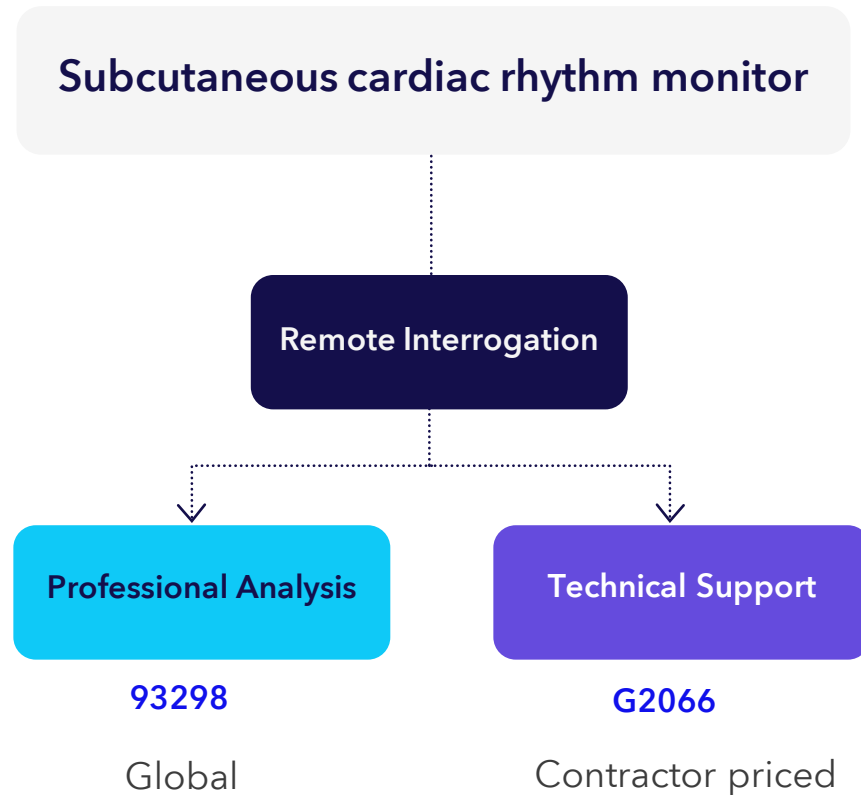 Subcutaneous cardiac rhythm monitor
Remote Interrogation
Professional Analysis
Technical Support
93298
G2066
Global
Contractor priced